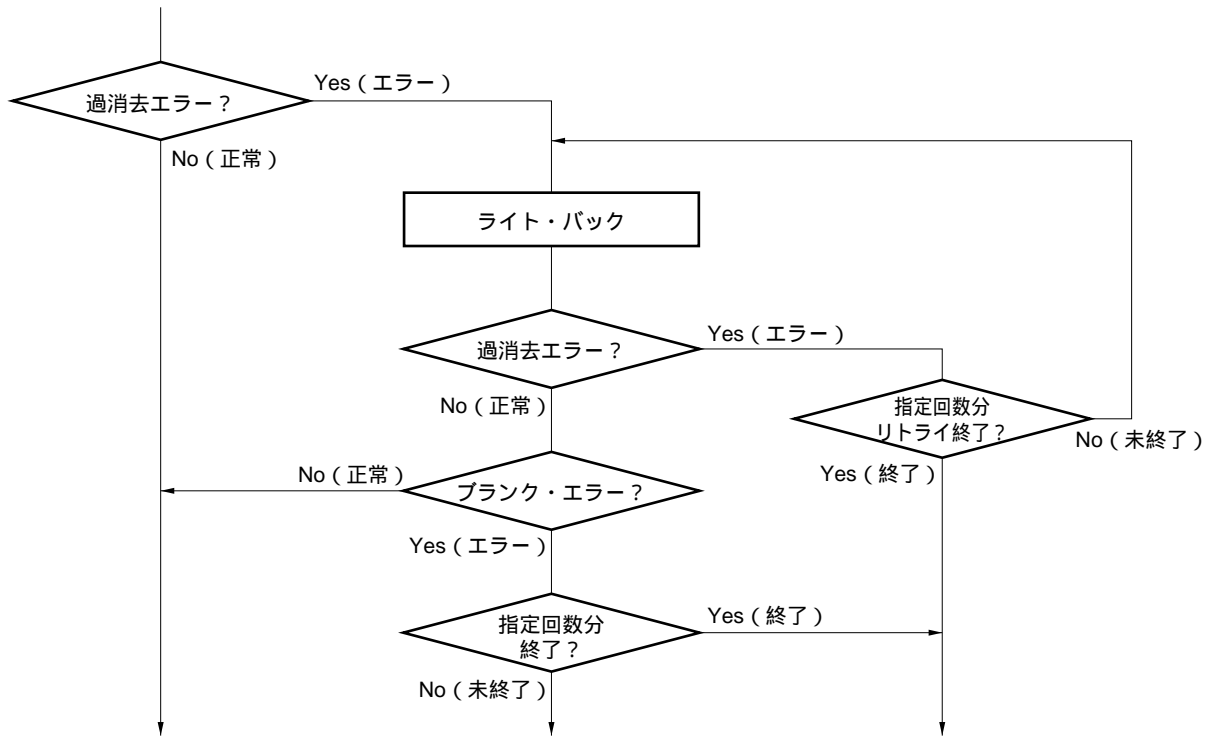 Yes（エラー）
過消去エラー？
No（正常）
ライト・バック
過消去エラー？
Yes（エラー）
No（正常）
指定回数分
リトライ終了？
No（未終了）
Yes（終了）
No（正常）
ブランク・エラー？
Yes（エラー）
指定回数分
終了？
Yes（終了）
No（未終了）